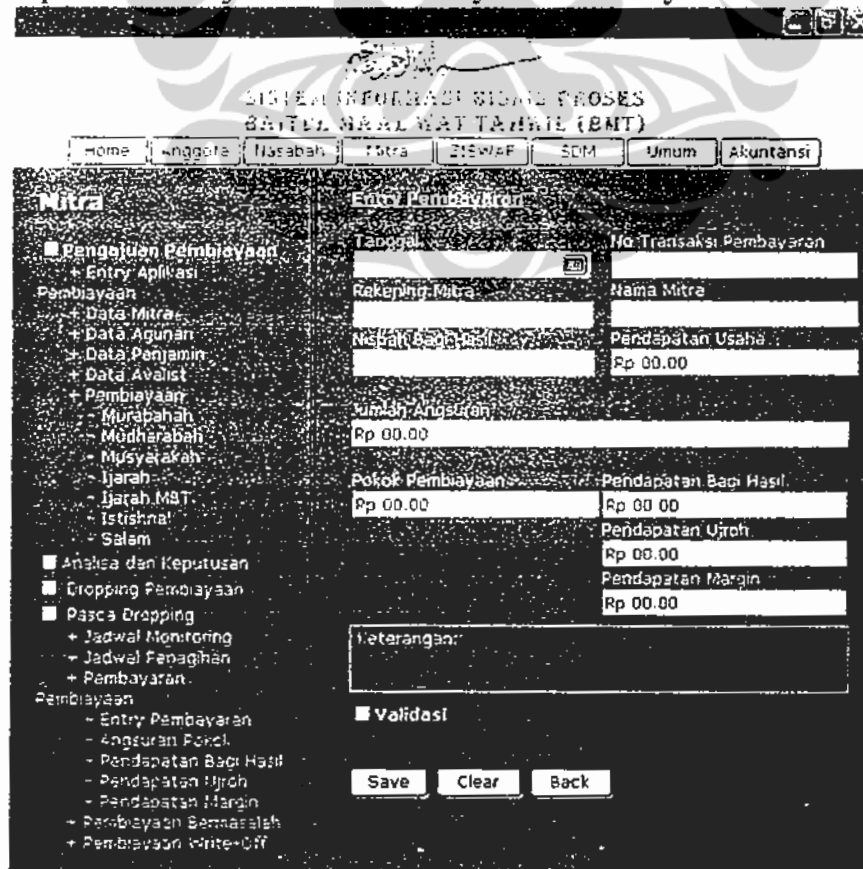 SISTEM INFORMASI BISNIS PROSES
BAITUL MAAL WAT TAMWIL (BMT)
Home Anggota Nasabah Mitra ZISWAF SDM Umum Akuntansi
Mitra
Pengajuan Pembiayaan
+ Entry Aplikasi
Pembiayaan
+ Data Mitra
+ Data Agunan
+ Data Penjamin
+ Data Avalist
+ Pembiayaan
- Murabahah
- Mudharabah
- Musyarakah
- Ijarah
- Ijarah MBT
- Istishna'
- Salam
Analisa dan Keputusan
Dropping Pembiayaan
Pasca Dropping
+ Jadwal Monitoring
- Jadwal Penagihan
+ Pembayaran
Pembiayaan
- Entry Pembayaran
- Angsuran Pokok
- Pendapatan Bagi Hasil
- Pendapatan Ujroh
- Pendapatan Margin
+ Pembiayaan Bermasalah
+ Pembiayaan Write-Off
Entry Pembayaran
Tanggal No Transaksi Pembayaran
Rekening Mitra Nama Mitra
Nisbah Bagi Hasil Pendapatan Usaha
Rp 00.00
Jumlah Angsuran
Rp 00.00
Pokok Pembiayaan Pendapatan Bagi Hasil
Rp 00.00 Rp 00 00
Pendapatan Ujroh
Rp 00.00
Pendapatan Margin
Rp 00.00
Keterangan:
Validasi
Save Clear Back